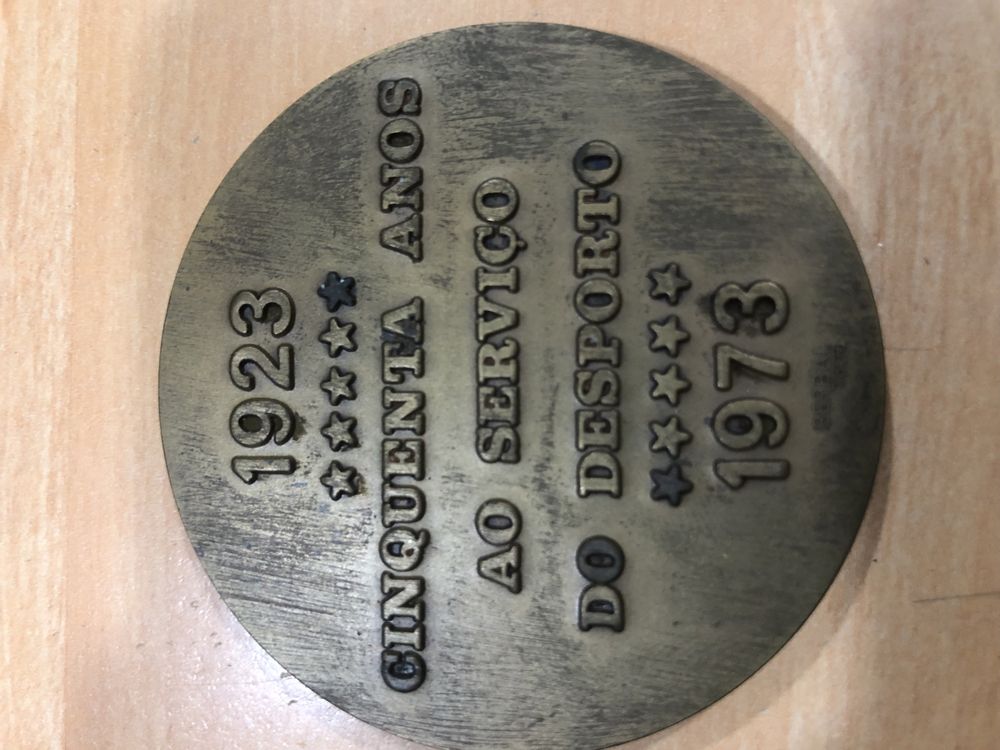 1923
★★★★★
CINQUENTA ANOS
AO SERVIÇO
DO DESPORTO
★★★★★
1973